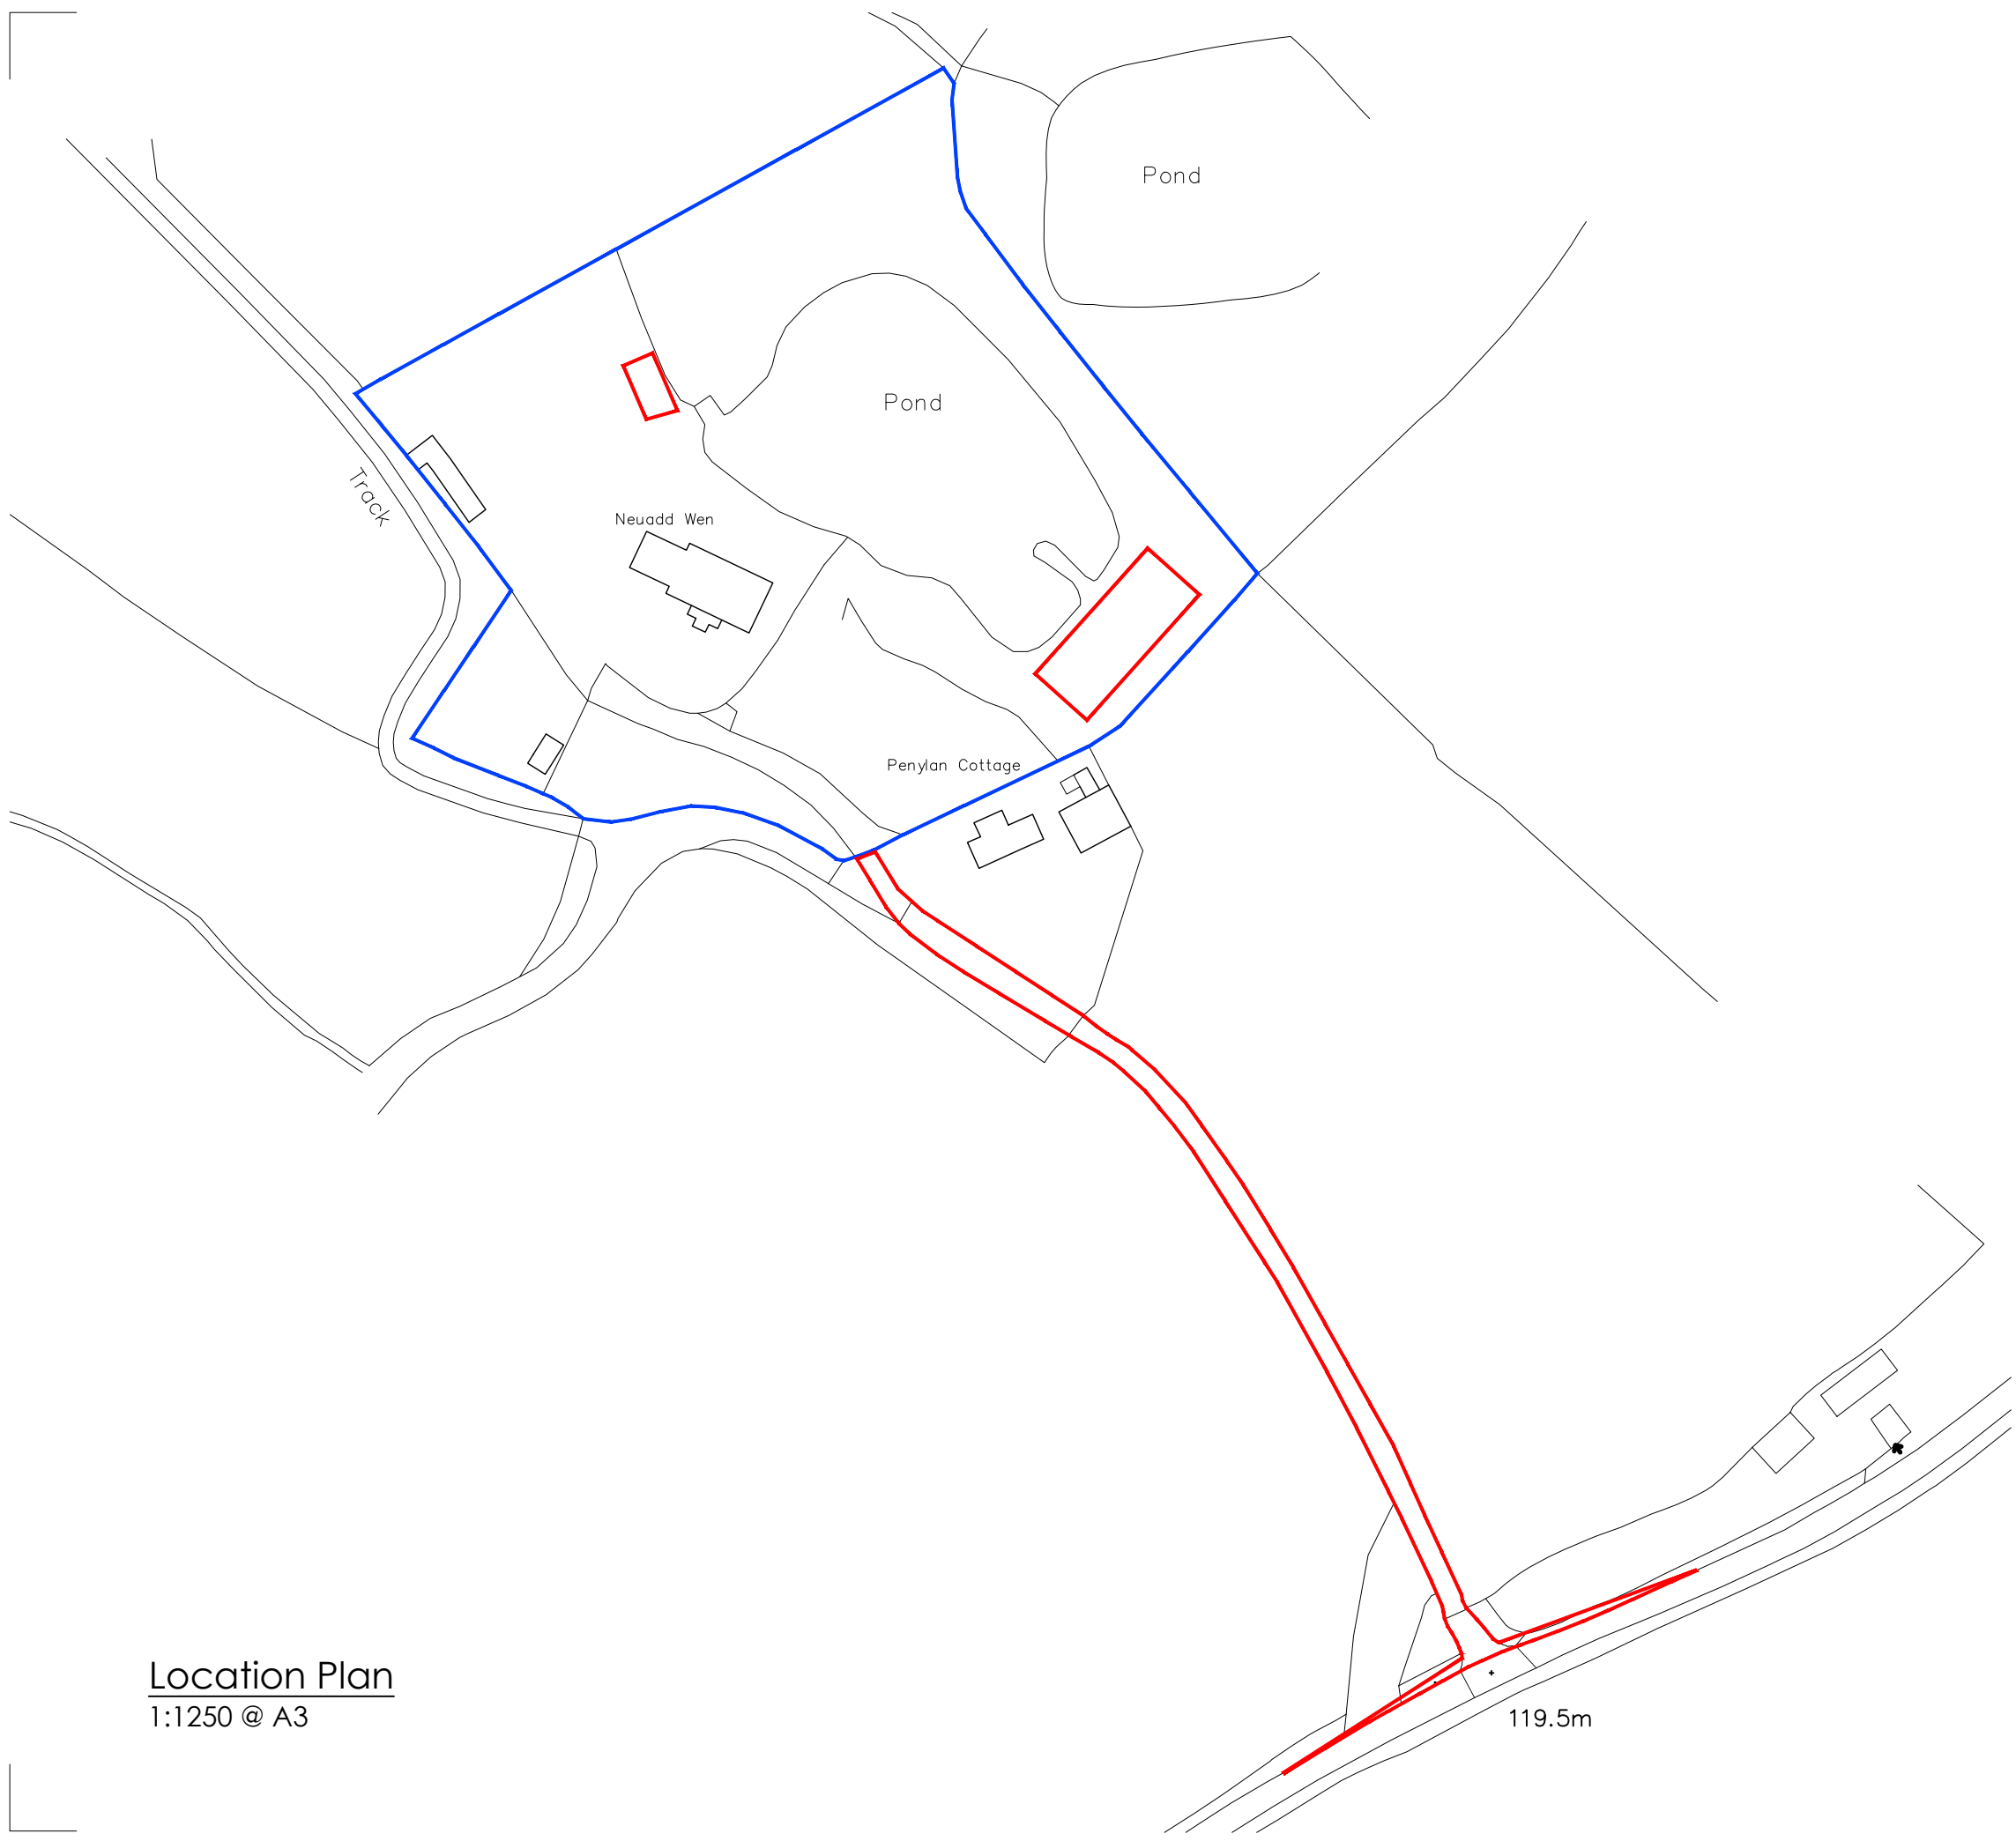 Pond
Pond
Track
Neuadd Wen
Penylan Cottage
Location Plan
1:1250 @ A3
119.5m